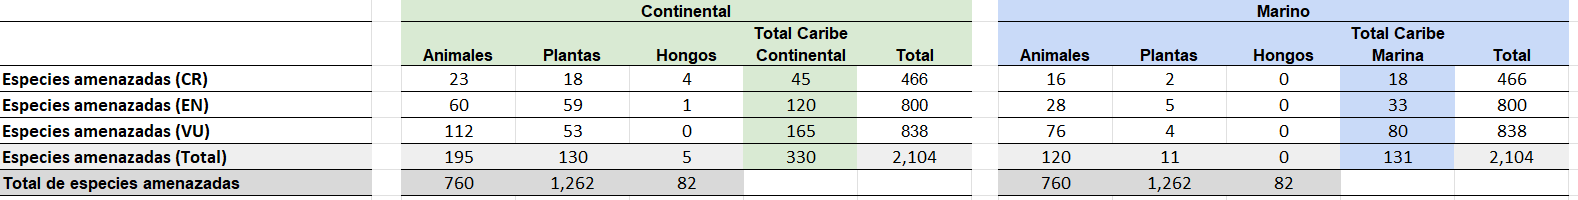 Continental Marino
Total Caribe Total Caribe
Animales Plantas Hongos Continental Total Animales Plantas Hongos Marina Total
Especies amenazadas (CR) 23 18 4 45 466 16 2 0 18 466
Especies amenazadas (EN) 60 59 1 120 800 28 5 0 33 800
Especies amenazadas (VU) 112 53 0 165 838 76 4 0 80 838
Especies amenazadas (Total) 195 130 5 330 2,104 120 11 0 131 2,104
Total de especies amenazadas 760 1,262 82 760 1,262 82